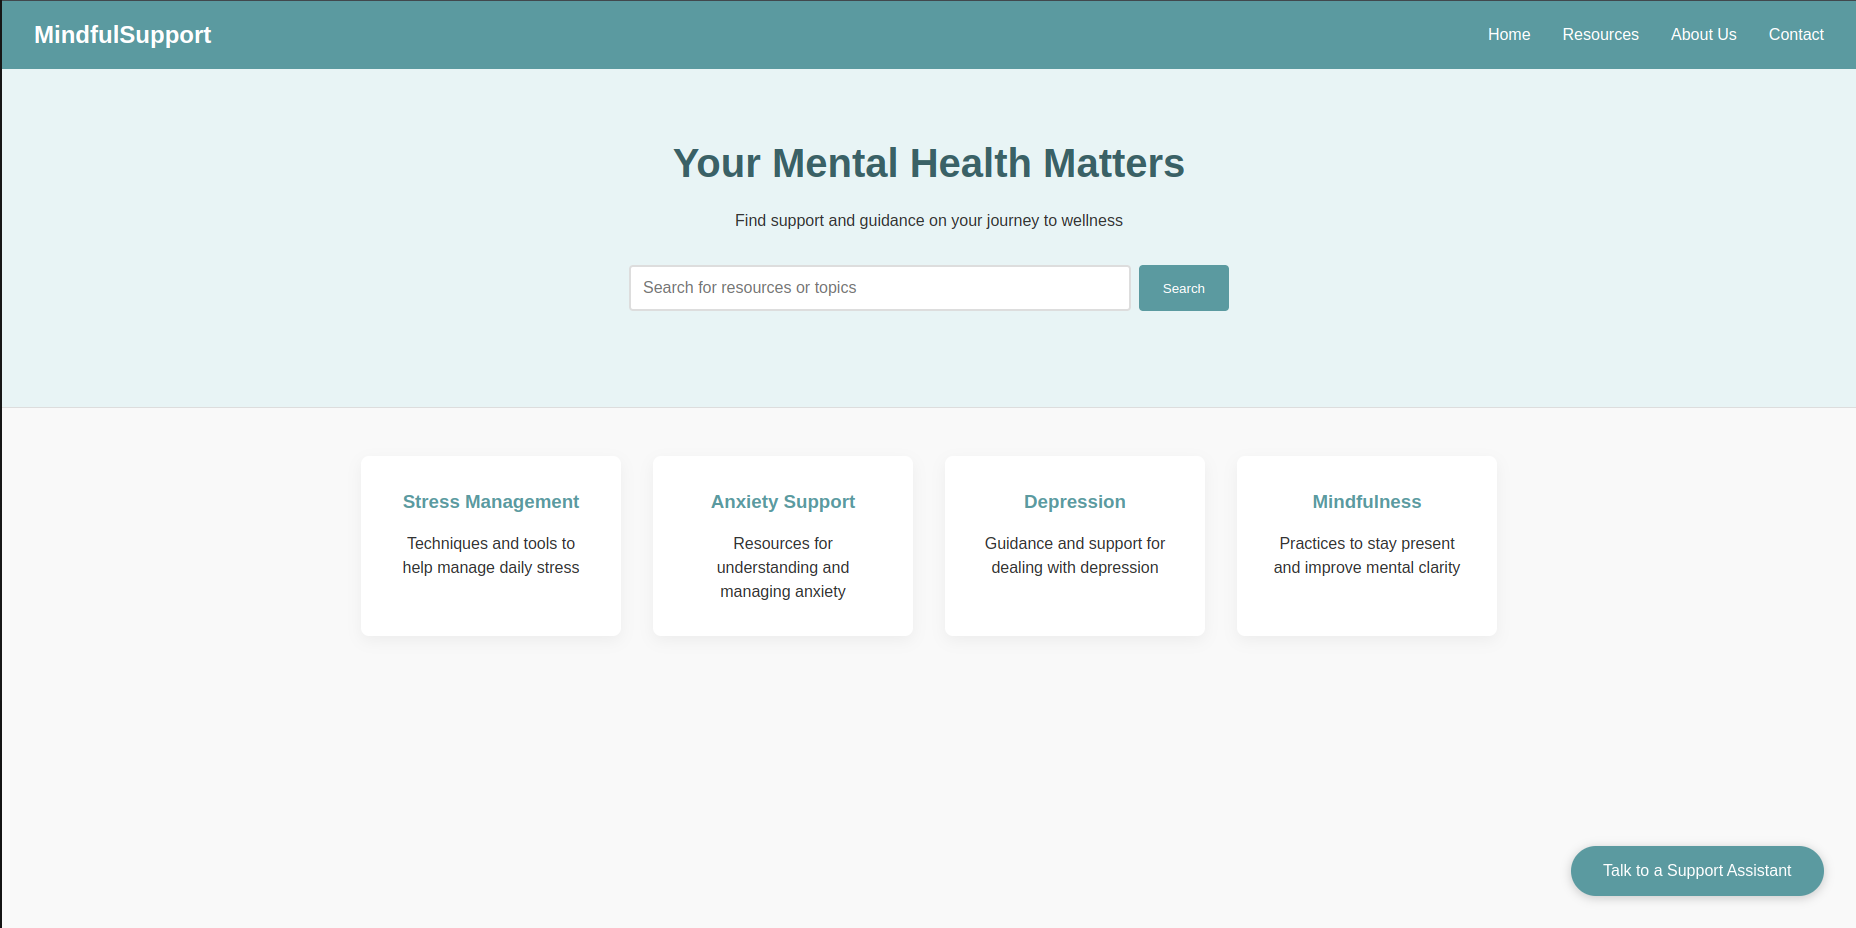 MindfulSupport
Home Resources About Us Contact
Your Mental Health Matters
Find support and guidance on your journey to wellness
Search for resources or topics
Search
Stress Management
Techniques and tools to
help manage daily stress
Anxiety Support
Resources for
understanding and
managing anxiety
Depression
Guidance and support for
dealing with depression
Mindfulness
Practices to stay present
and improve mental clarity
Talk to a Support Assistant